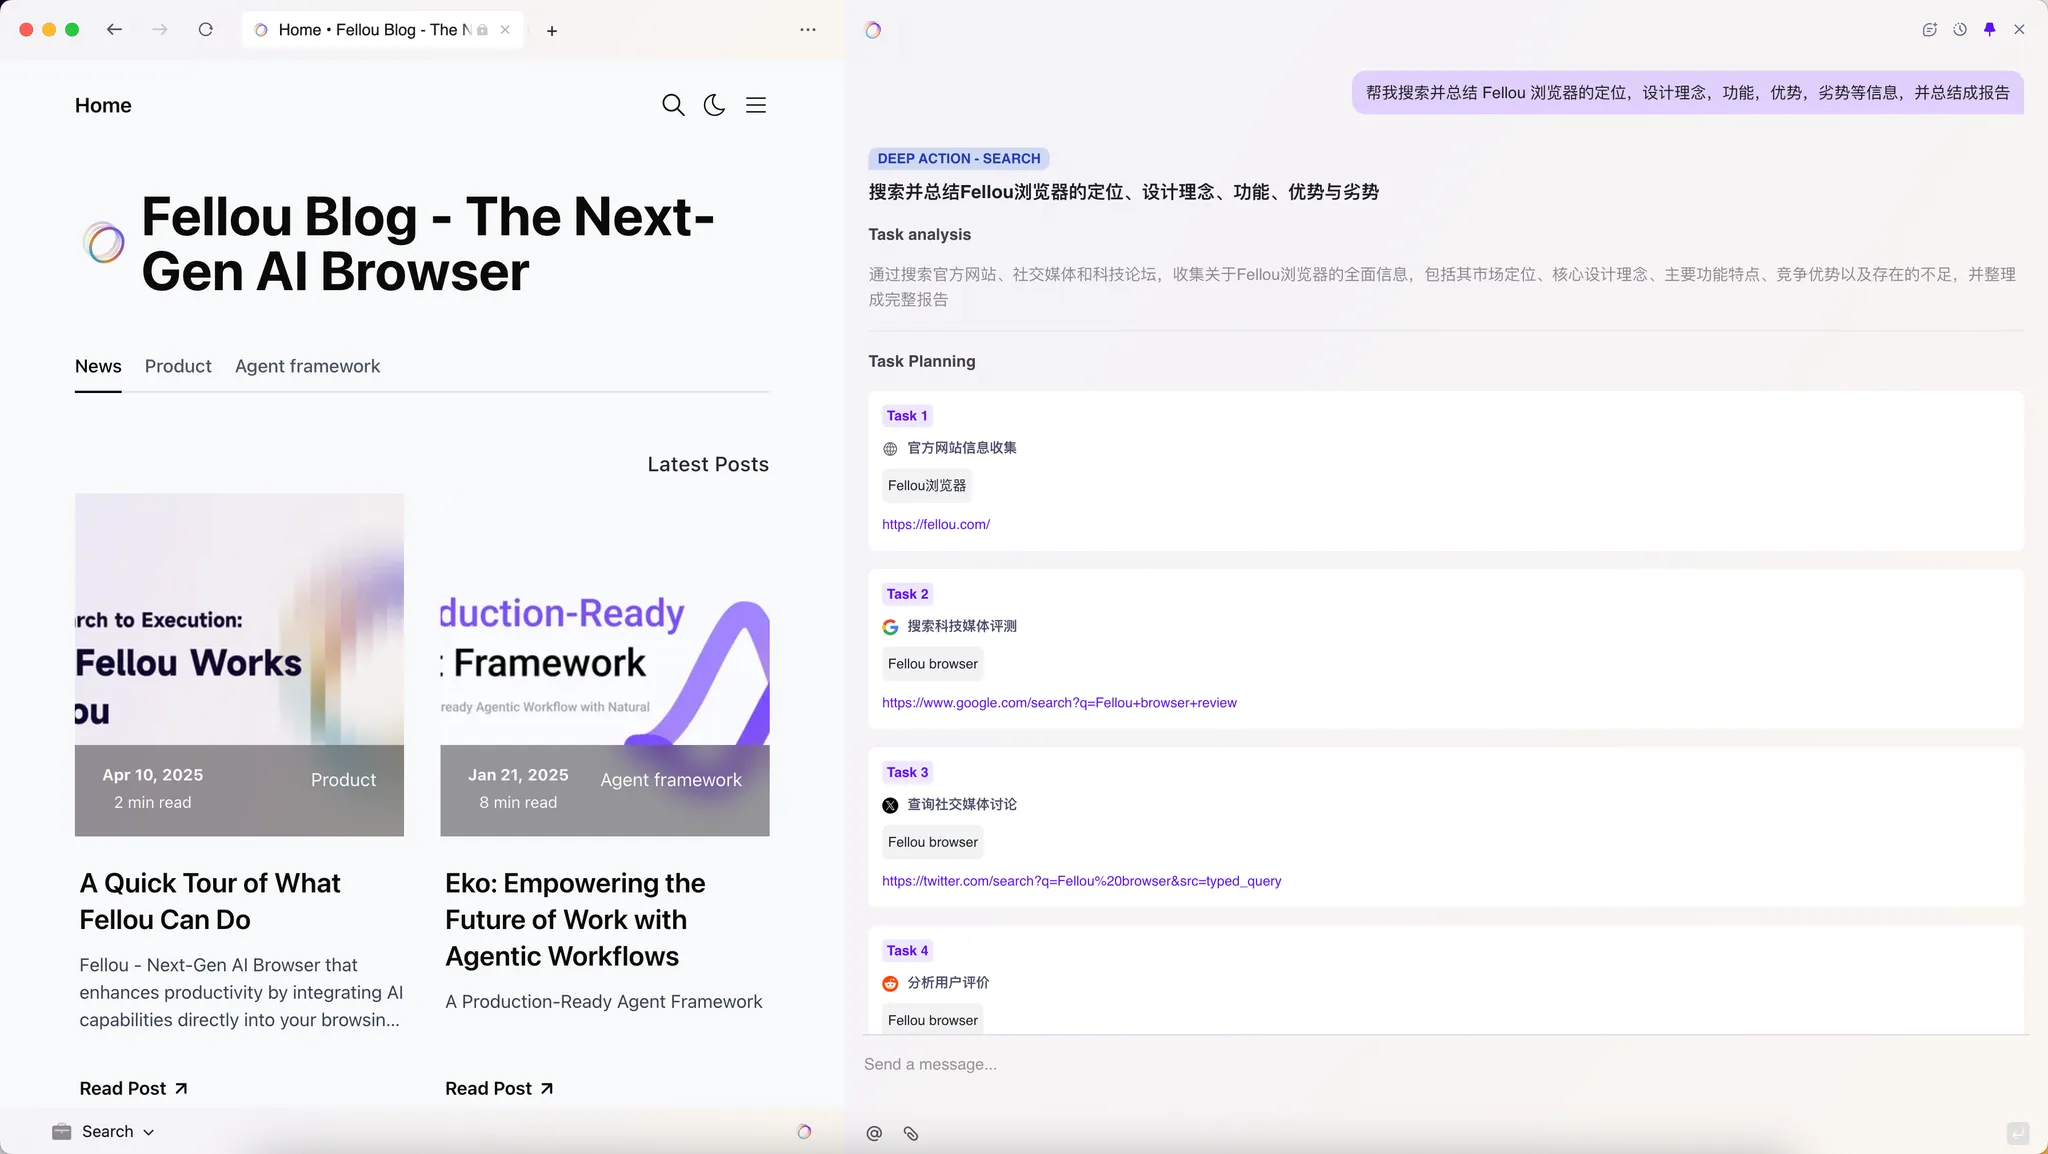 Home • Fellou Blog - The N
Home
Fellou Blog - The Next-
Gen AI Browser
News
Product
Agent framework
Latest Posts
rch to Execution:
Fellou Works
ou
Apr 10, 2025
2 min read
Product
A Quick Tour of What
Fellou Can Do
Fellou - Next-Gen AI Browser that
enhances productivity by integrating AI
capabilities directly into your browsin...
Read Post
duction-Ready
: Framework
ready Agentic Workflow with Natural
Jan 21, 2025
8 min read
Agent framework
Eko: Empowering the
Future of Work with
Agentic Workflows
A Production-Ready Agent Framework
Read Post
Search
帮我搜索并总结 Fellou 浏览器的定位，设计理念，功能，优势，劣势等信息，并总结成报告
DEEP ACTION - SEARCH
搜索并总结Fellou浏览器的定位、设计理念、功能、优势与劣势
Task analysis
通过搜索官方网站、社交媒体和科技论坛，收集关于Fellou浏览器的全面信息，包括其市场定位、核心设计理念、主要功能特点、竞争优势以及存在的不足，并整理
成完整报告
Task Planning
Task 1
官方网站信息收集
Fellou浏览器
https://fellou.com/
Task 2
搜索科技媒体评测
Fellou browser
https://www.google.com/search?q=Fellou+browser+review
Task 3
查询社交媒体讨论
Fellou browser
https://twitter.com/search?q=Fellou%20browser&src=typed_query
Task 4
分析用户评价
Fellou browser
Send a message...